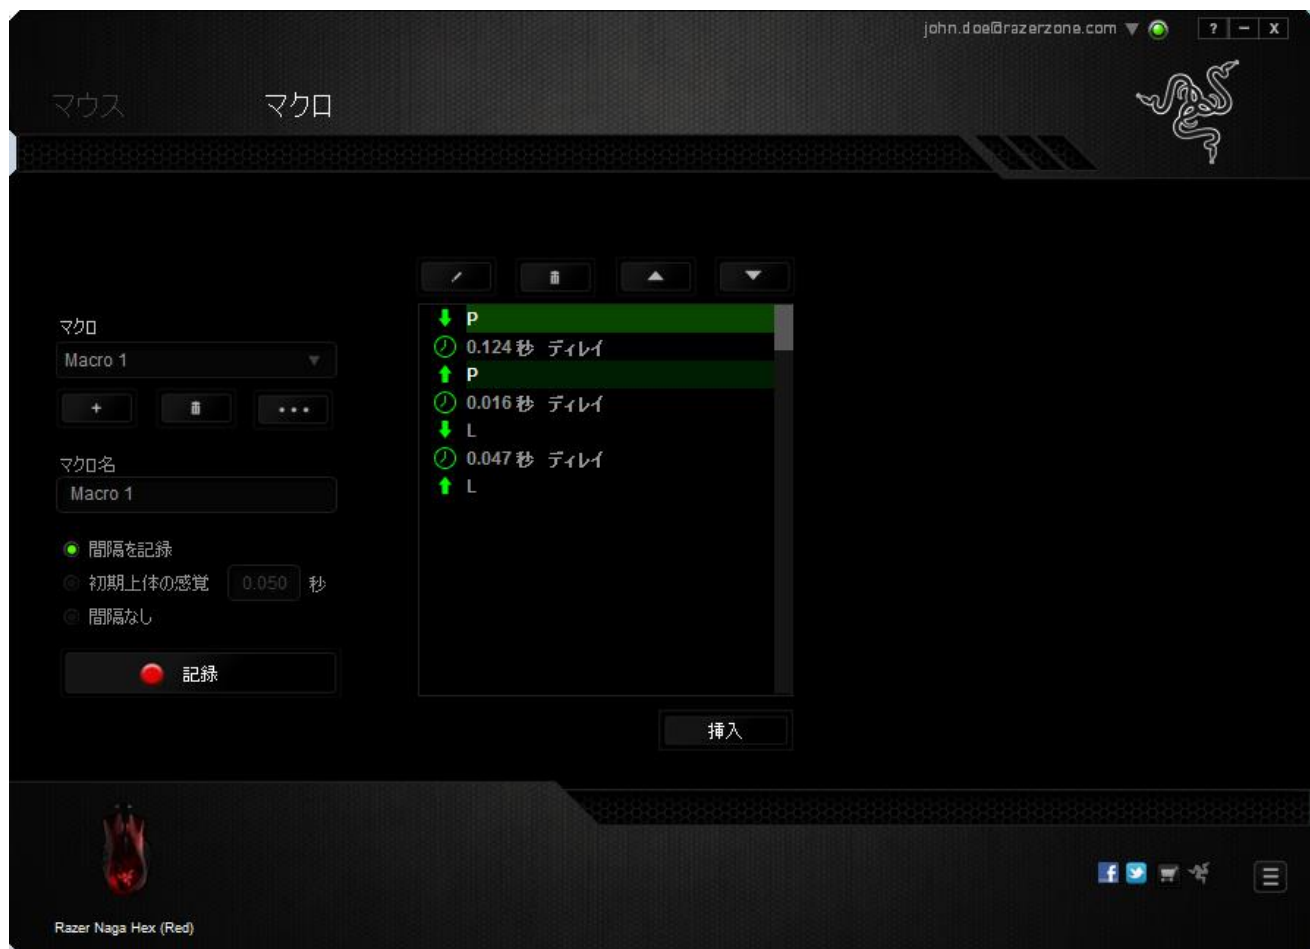 john.doe@razerzone.com
? − X
マウス
マクロ
マクロ
Macro 1
マクロ名
Macro 1
間隔を記録
初期上体の感覚 0.050 秒
間隔なし
記録
P
0.124 秒 ディレイ
P
0.016 秒 ディレイ
L
0.047 秒 ディレイ
L
挿入
Razer Naga Hex (Red)